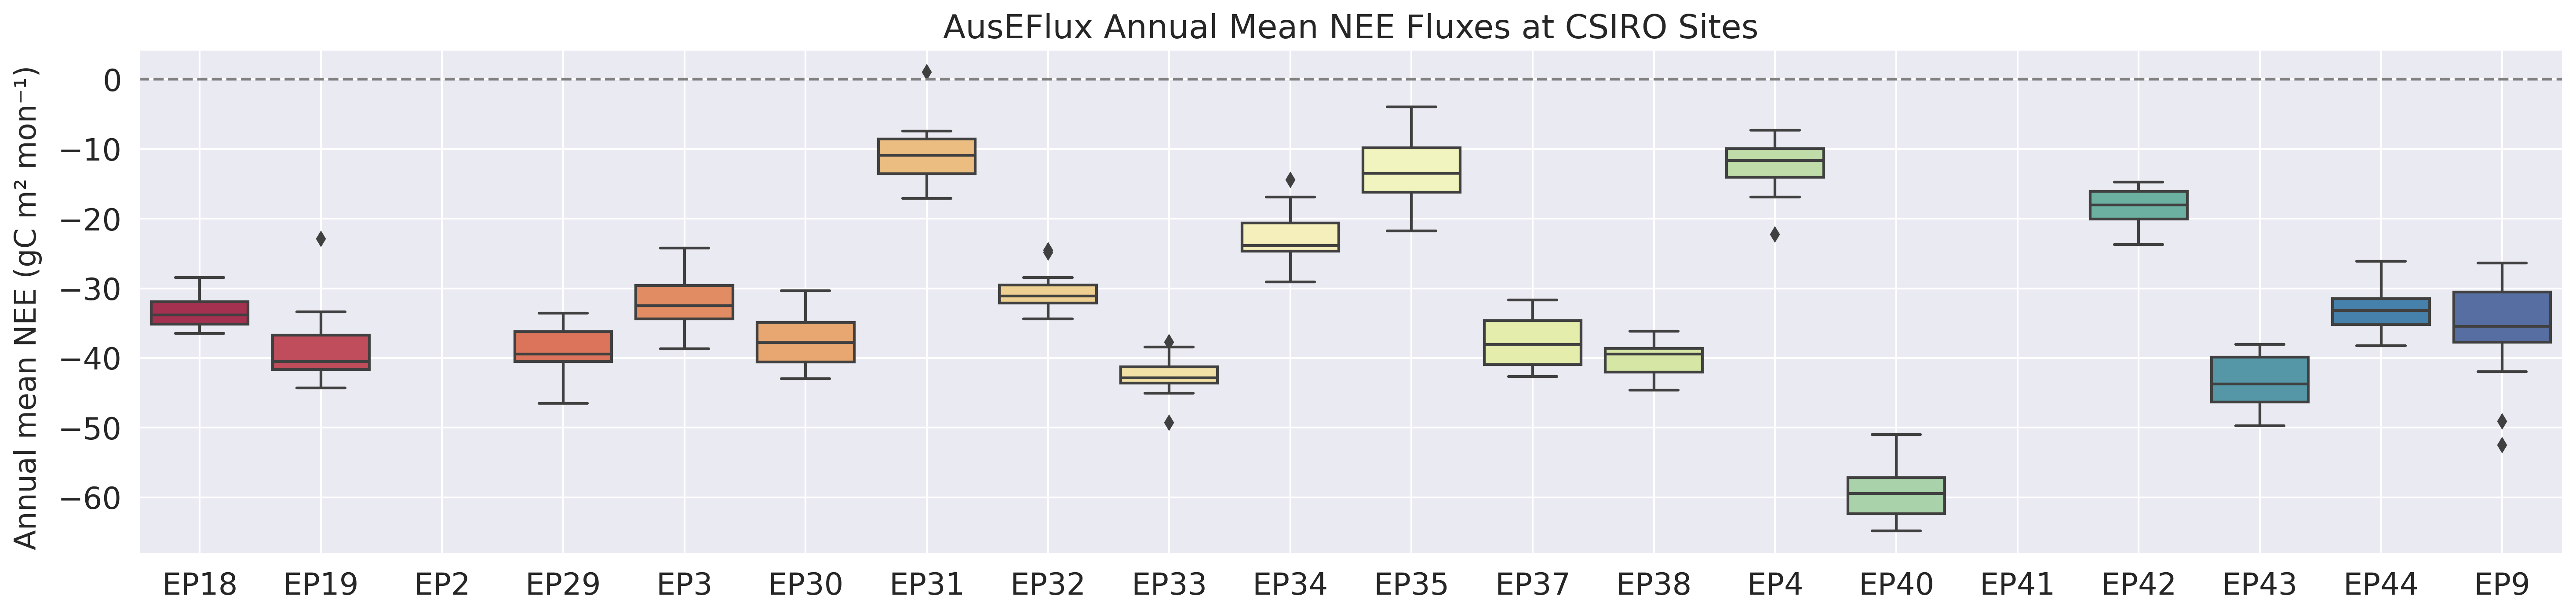 AusEFlux Annual Mean NEE Fluxes at CSIRO Sites
Annual mean NEE (gC m² mon⁻¹)
0
−10
−20
−30
−40
−50
−60
EP18 EP19 EP2 EP29 EP3 EP30 EP31 EP32 EP33 EP34 EP35 EP37 EP38 EP4 EP40 EP41 EP42 EP43 EP44 EP9